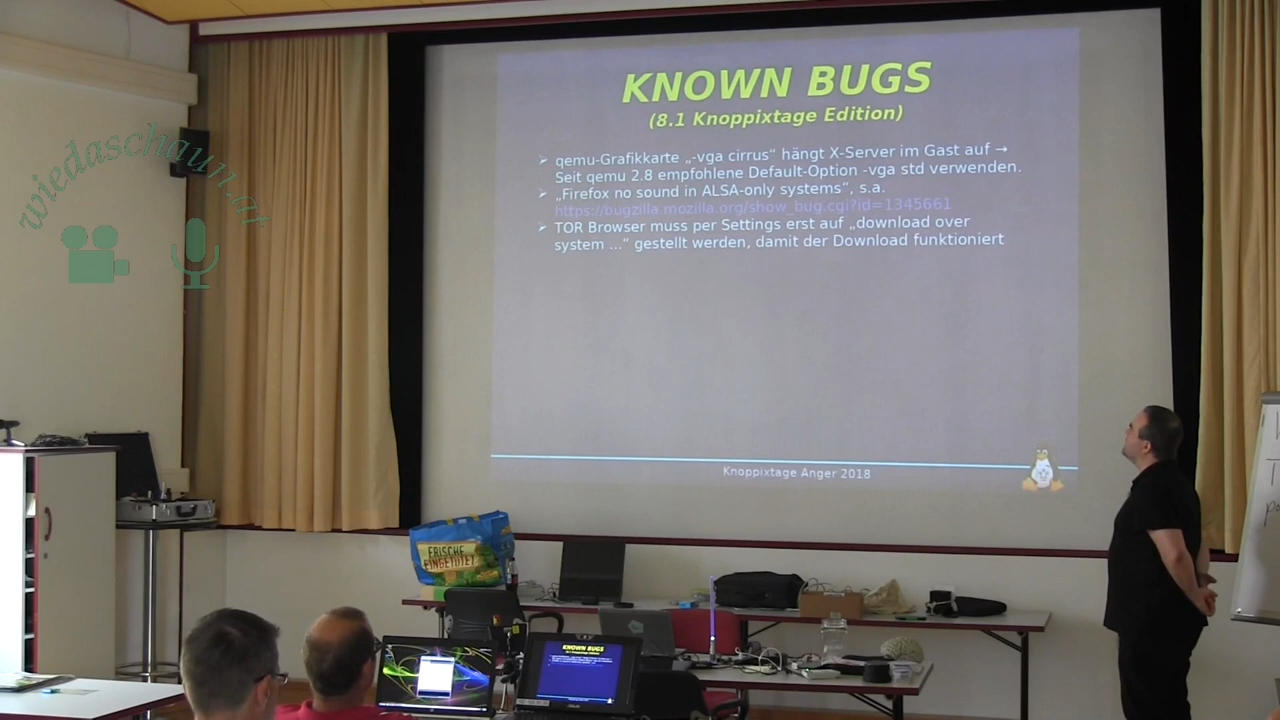 wiedaschaun.at
KNOWN BUGS
(8.1 Knoppixtage Edition)
➢ qemu-Grafikkarte „-vga cirrus“ hängt X-Server im Gast auf →
Seit qemu 2.8 empfohlene Default-Option -vga std verwenden.
➢ „Firefox no sound in ALSA-only systems“, s.a.
https://bugzilla.mozilla.org/show_bug.cgi?id=1345661
➢ TOR Browser muss per Settings erst auf „download over
system ...“ gestellt werden, damit der Download funktioniert
Knoppixtage Anger 2018
FRISCHE
EINGETÜTET
KNOWN BUGS